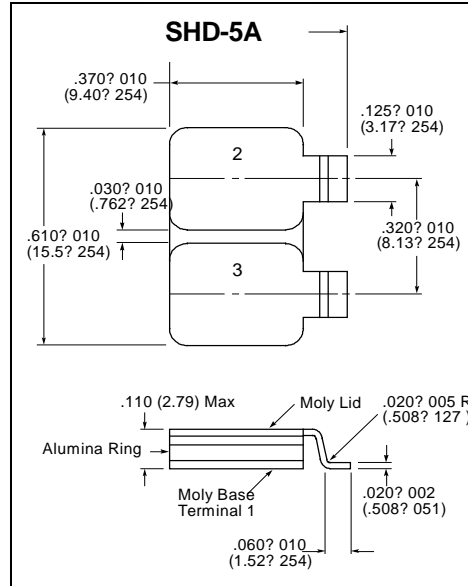 SHD-5A
.370? 010
(9.40? 254)
.125? 010
(3.17? 254)
2
.030? 010
(.762? 254)
.320? 010
(8.13? 254)
.610? 010
(15.5? 254)
3
.110 (2.79) Max
Moly Lid
.020? 005 R
(.508? 127 )
Alumina Ring
Moly Base
Terminal 1
.020? 002
(.508? 051)
.060? 010
(1.52? 254)